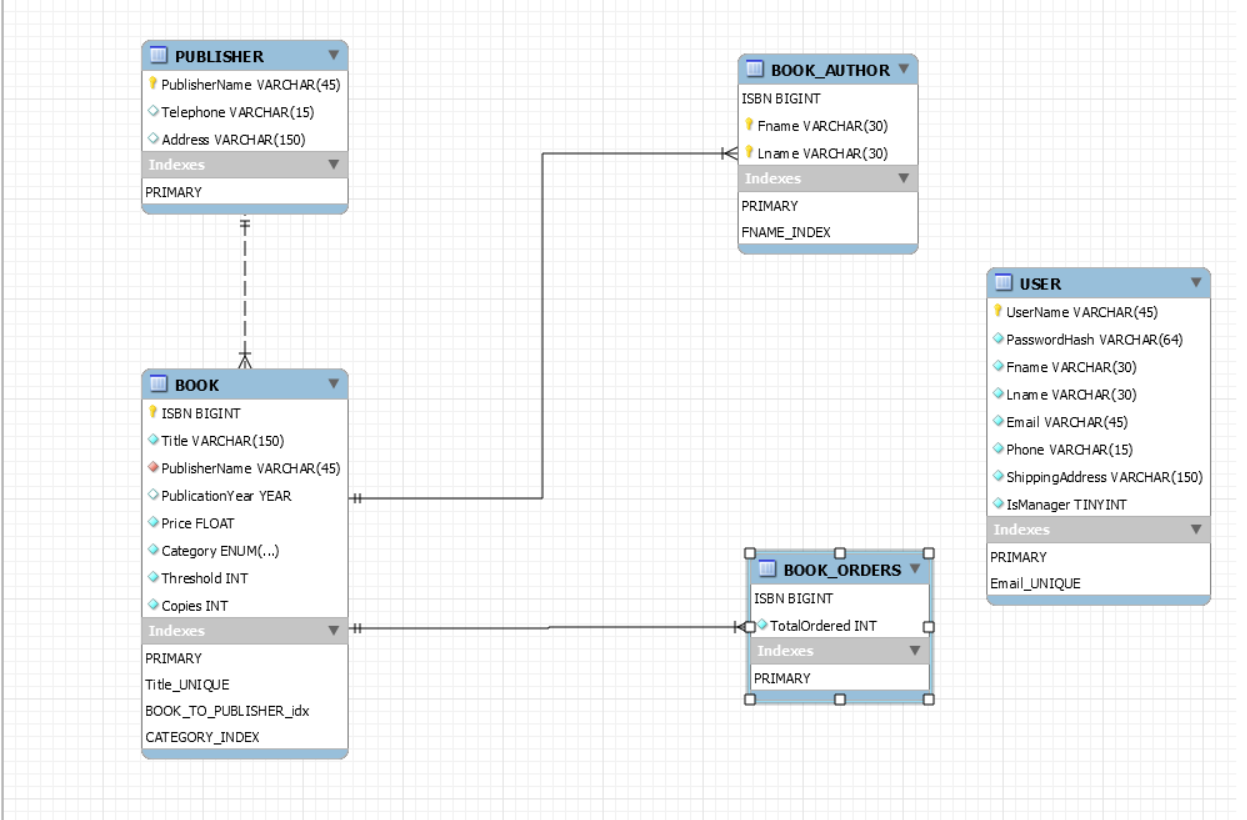 PUBLISHER
PublisherName VARCHAR(45)
Telephone VARCHAR(15)
Address VARCHAR(150)
Indexes
PRIMARY
BOOK_AUTHOR
ISBN BIGINT
Fname VARCHAR(30)
Lname VARCHAR(30)
Indexes
PRIMARY
FNAME_INDEX
USER
UserName VARCHAR(45)
PasswordHash VARCHAR(64)
Fname VARCHAR(30)
Lname VARCHAR(30)
Email VARCHAR(45)
Phone VARCHAR(15)
ShippingAddress VARCHAR(150)
IsManager TINYINT
Indexes
PRIMARY
Email_UNIQUE
BOOK
ISBN BIGINT
Title VARCHAR(150)
PublisherName VARCHAR(45)
PublicationYear YEAR
Price FLOAT
Category ENUM(...)
Threshold INT
Copies INT
Indexes
PRIMARY
Title_UNIQUE
BOOK_TO_PUBLISHER_idx
CATEGORY_INDEX
BOOK_ORDERS
ISBN BIGINT
TotalOrdered INT
Indexes
PRIMARY